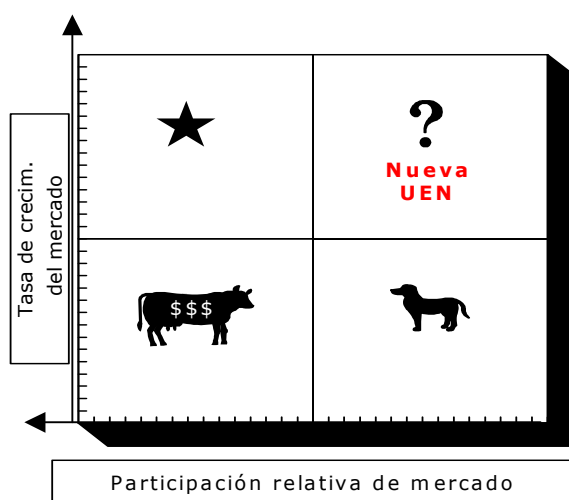 ?
Nueva
UEN
Tasa de crecim.
del mercado
$$$
Participación relativa de mercado